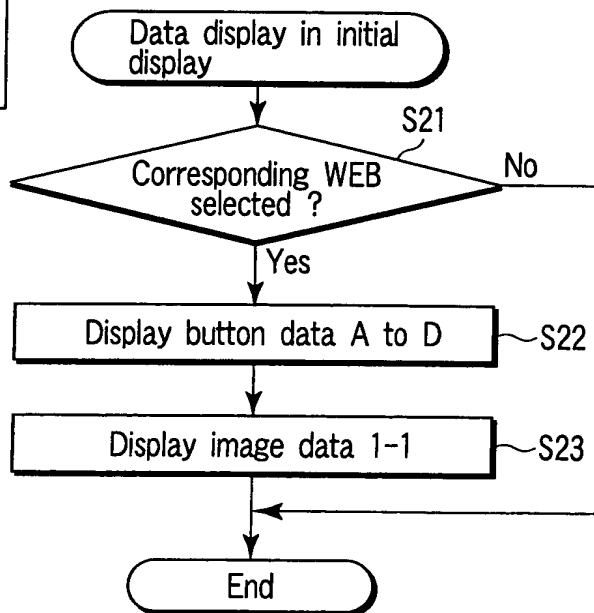 Data display in initial
display
S21
Corresponding WEB
selected ?
No
Yes
Display button data A to D
S22
Display image data 1-1
S23
End